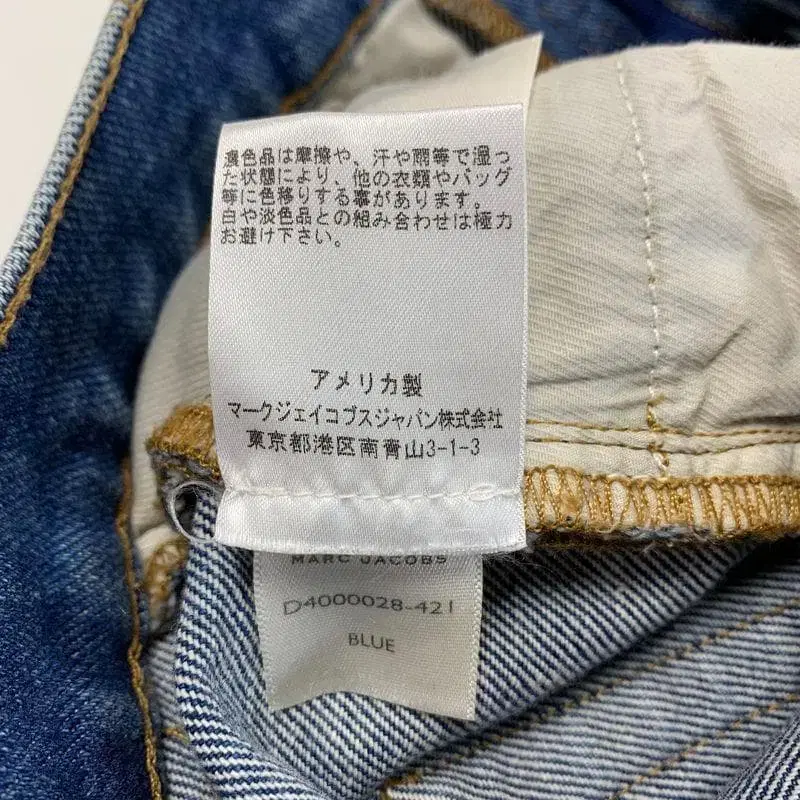 濃色品は摩擦や、汗や雨等で湿っ
た状態により、他の衣類やバッグ
等に色移りする事があります。
白や淡色品との組み合わせは極力
お避け下さい。
アメリカ製
マークジェイコブスジャパン株式会社
東京都港区南青山3-1-3
MARC JACOBS
D4000028-421
BLUE